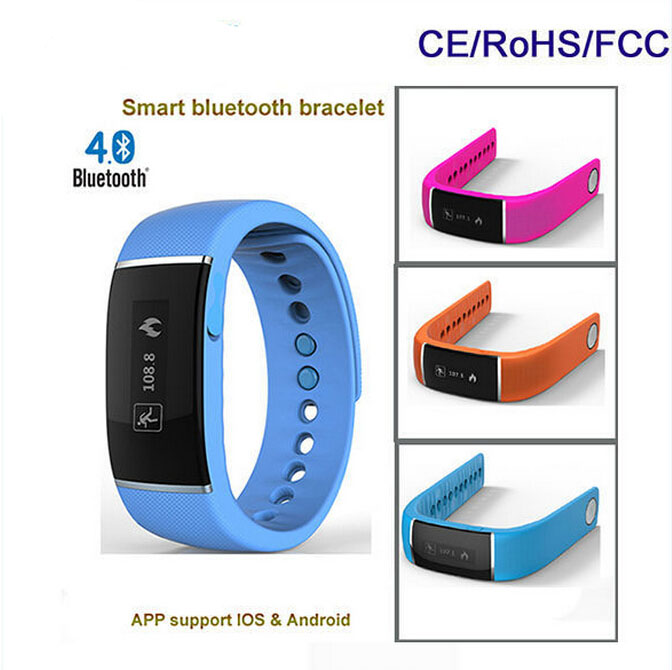 CE/RoHS/FCC
Smart bluetooth bracelet
4.0
Bluetooth®
108.8
APP support IOS & Android